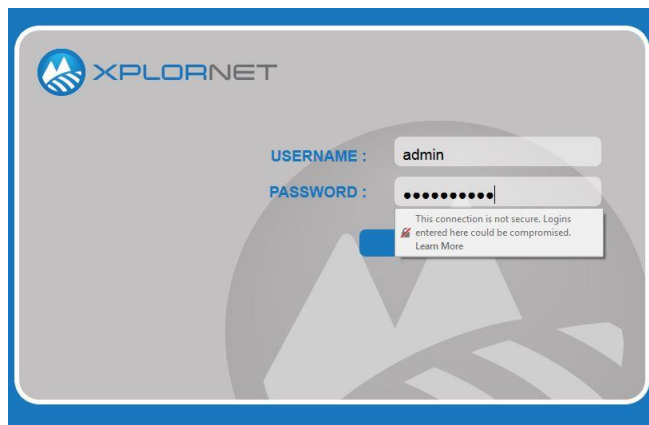 XPLORNET
USERNAME :
admin
PASSWORD :
●●●●●●●●●●
This connection is not secure. Logins
entered here could be compromised.
Learn More